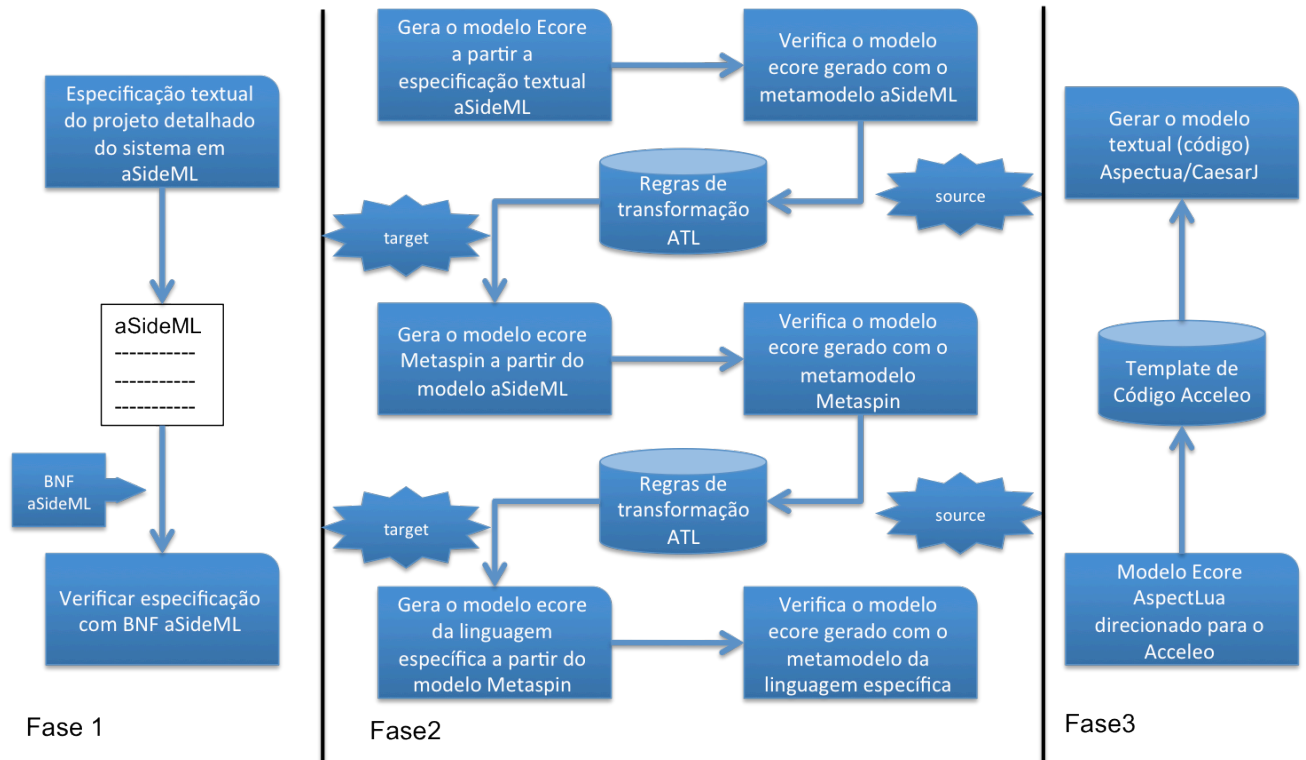 Especificação textual
do projeto detalhado
do sistema em
aSideML
aSideML
-----------
-----------
-----------
BNF
aSideML
Verificar especificação
com BNF aSideML
Fase 1
Gera o modelo Ecore
a partir a
especificação textual
aSideML
Verifica o modelo
ecore gerado com o
metamodelo aSideML
Regras de
transformação
ATL
source
target
Gera o modelo ecore
Metaspin a partir do
modelo aSideML
Verifica o modelo
ecore gerado com o
metamodelo
Metaspin
Regras de
transformação
ATL
source
target
Gera o modelo ecore
da linguagem
específica a partir do
modelo Metaspin
Verifica o modelo
ecore gerado com o
metamodelo da
linguagem específica
Fase2
Gerar o modelo
textual (código)
Aspectua/CaesarJ
Template de
Código Acceleo
Modelo Ecore
AspectLua
direcionado para o
Acceleo
Fase3